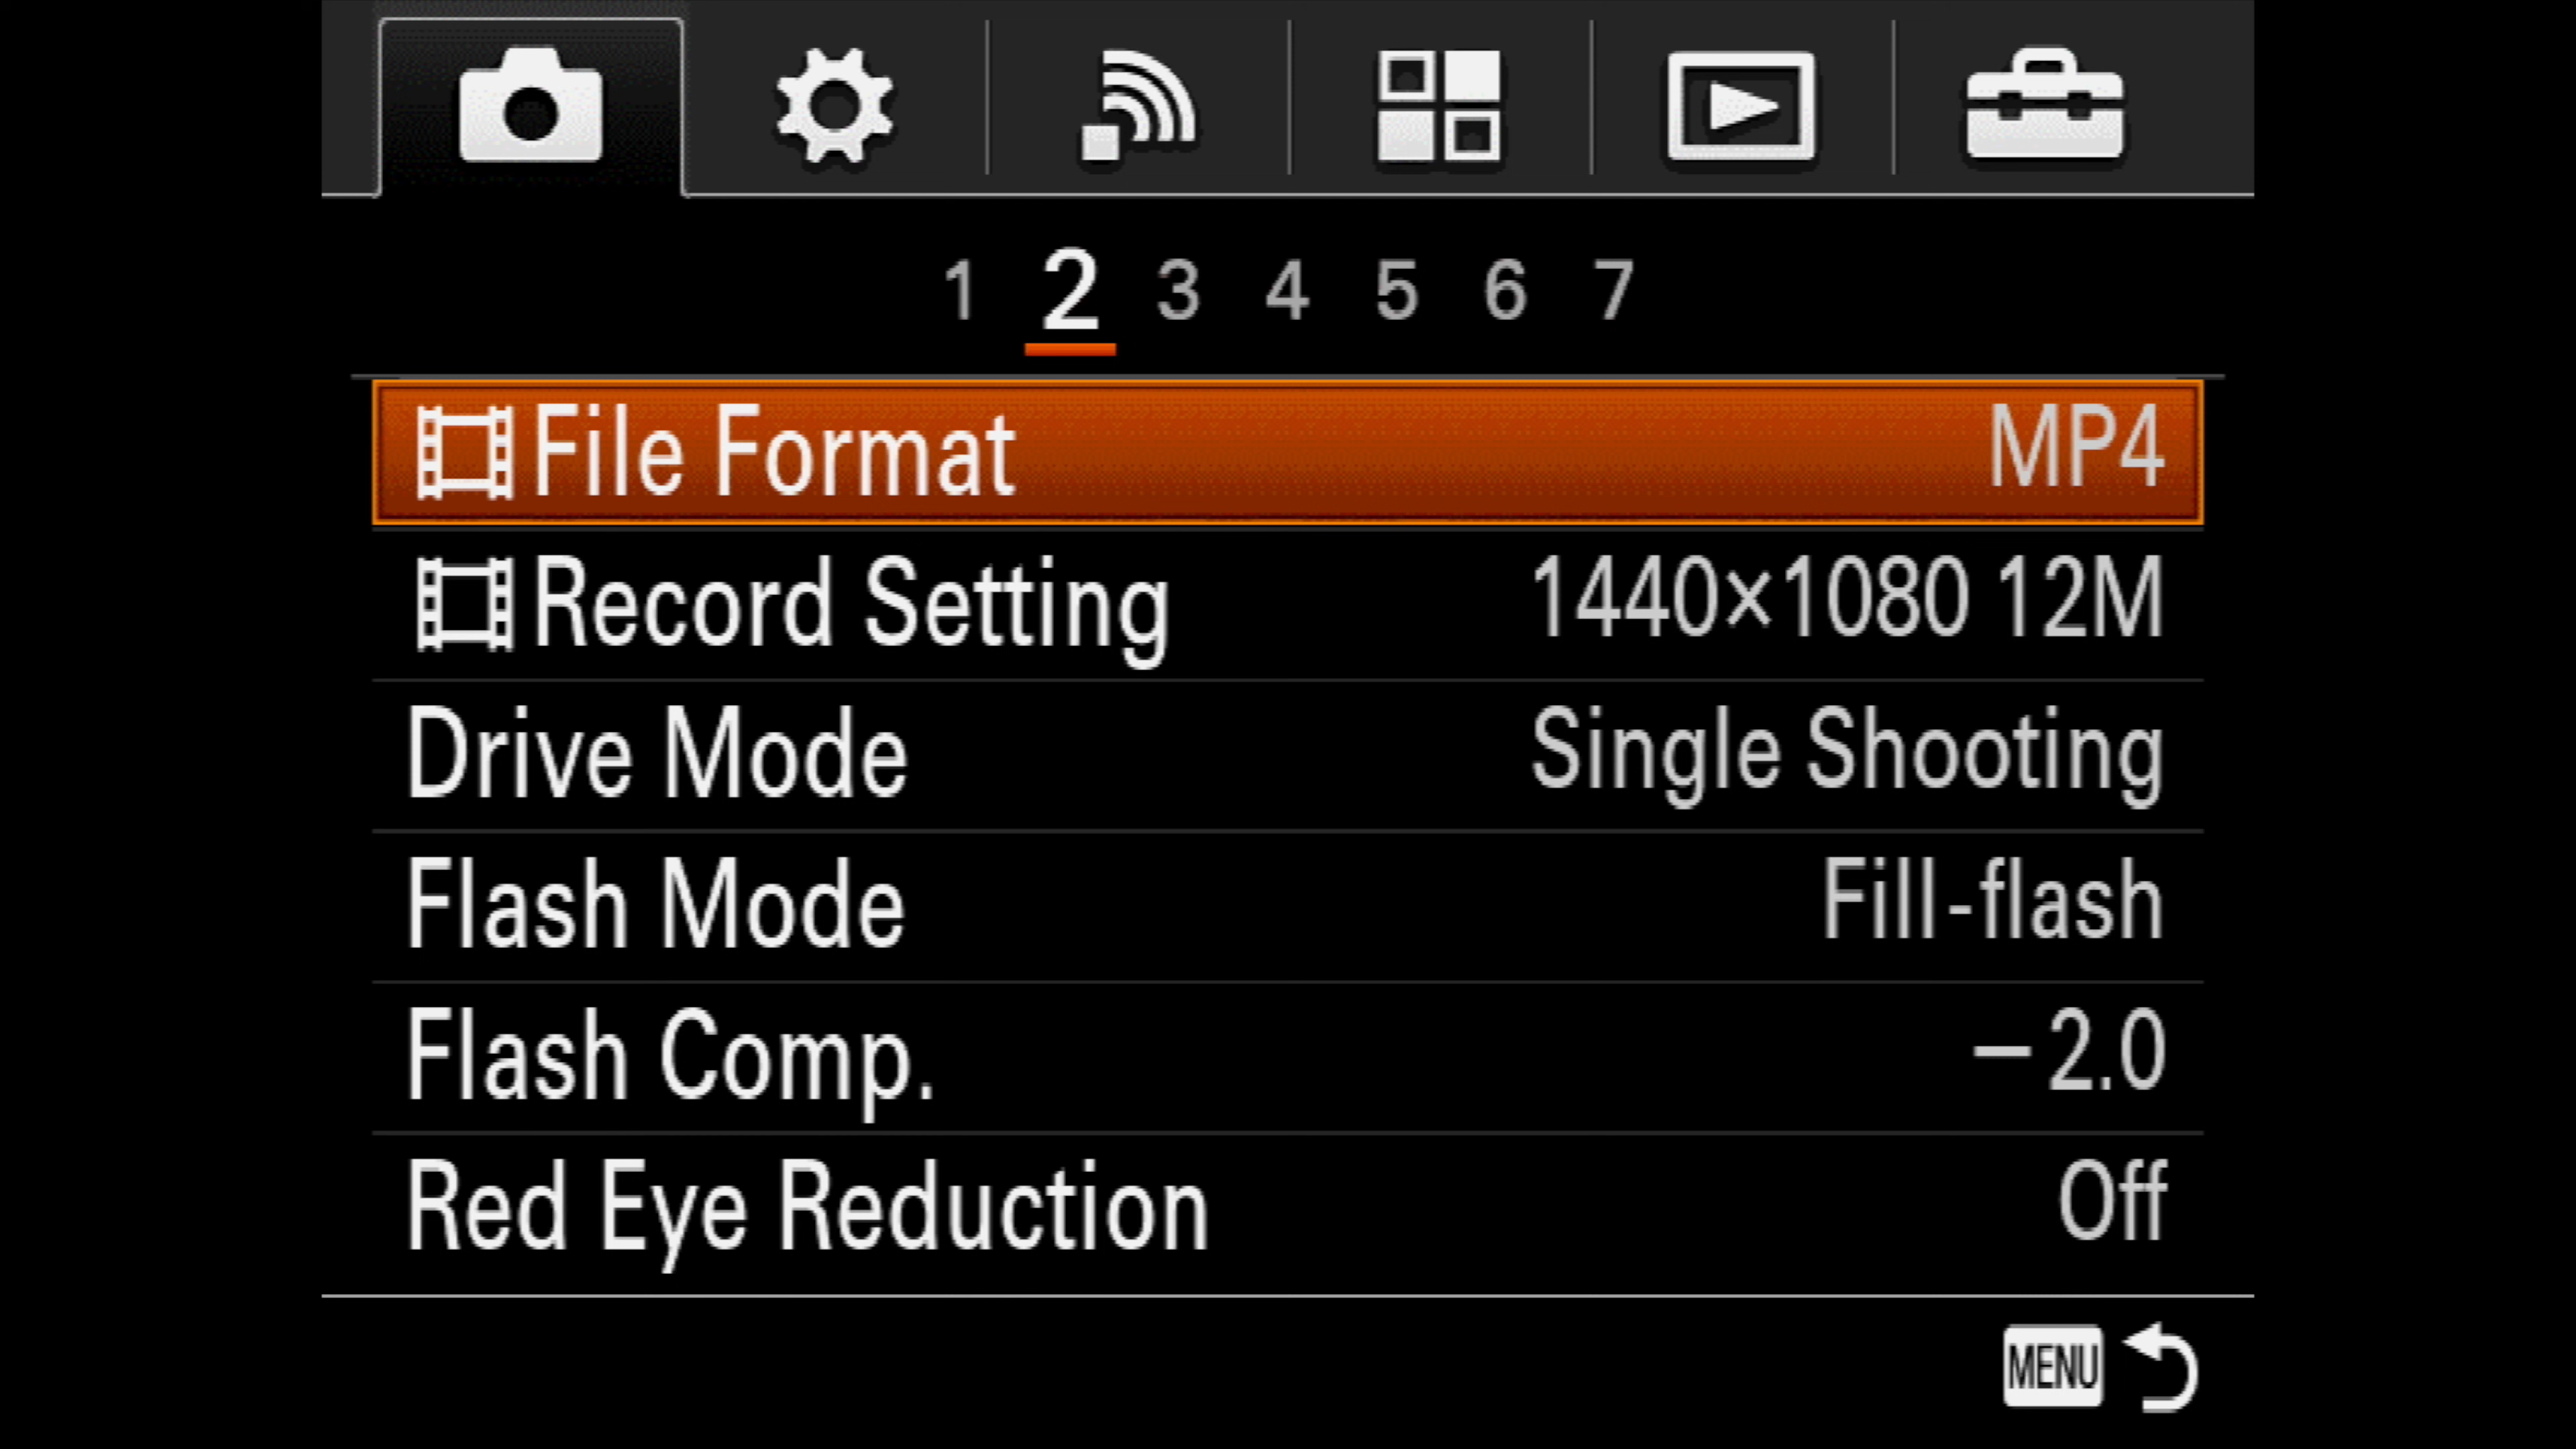 1 2 3 4 5 6 7
File Format MP4
Record Setting 1440×1080 12M
Drive Mode Single Shooting
Flash Mode Fill-flash
Flash Comp. −2.0
Red Eye Reduction Off
MENU